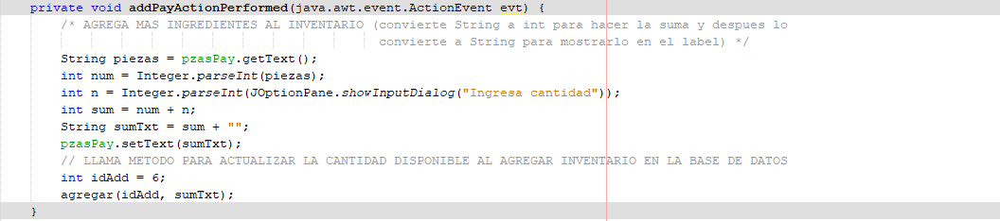 private void addPayActionPerformed(java.awt.event.ActionEvent evt) {
/* AGREGA MAS INGREDIENTES AL INVENTARIO (convierte String a int para hacer la suma y despues lo
convierte a String para mostrarlo en el label) */
String piezas = pzasPay.getText();
int num = Integer.parseInt(piezas);
int n = Integer.parseInt(JOptionPane.showInputDialog("Ingresa cantidad"));
int sum = num + n;
String sumTxt = sum + "";
pzasPay.setText(sumTxt);
// LLAMA METODO PARA ACTUALIZAR LA CANTIDAD DISPONIBLE AL AGREGAR INVENTARIO EN LA BASE DE DATOS
int idAdd = 6;
agregar(idAdd, sumTxt);
}